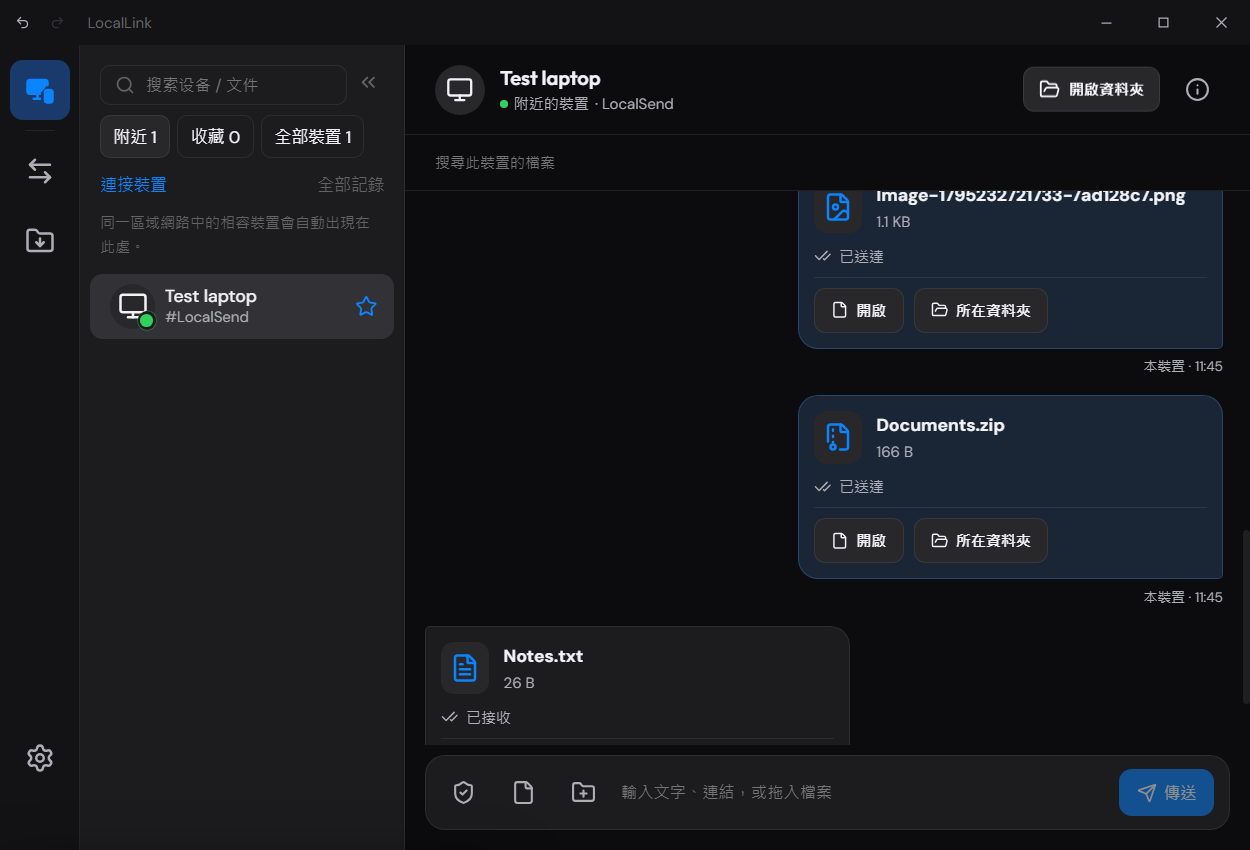 LocalLink
搜索设备 / 文件
附近 1
收藏 0
全部裝置 1
連接裝置
全部記錄
同一區域網路中的相容裝置會自動出現在
此處。
Test laptop
#LocalSend
Test laptop
附近的裝置 · LocalSend
開啟資料夾
搜尋此裝置的檔案
Image-1795232721733-7ad128c7.png
1.1 KB
已送達
開啟
所在資料夾
本裝置 · 11:45
Documents.zip
166 B
已送達
開啟
所在資料夾
本裝置 · 11:45
Notes.txt
26 B
已接收
輸入文字、連結，或拖入檔案
傳送